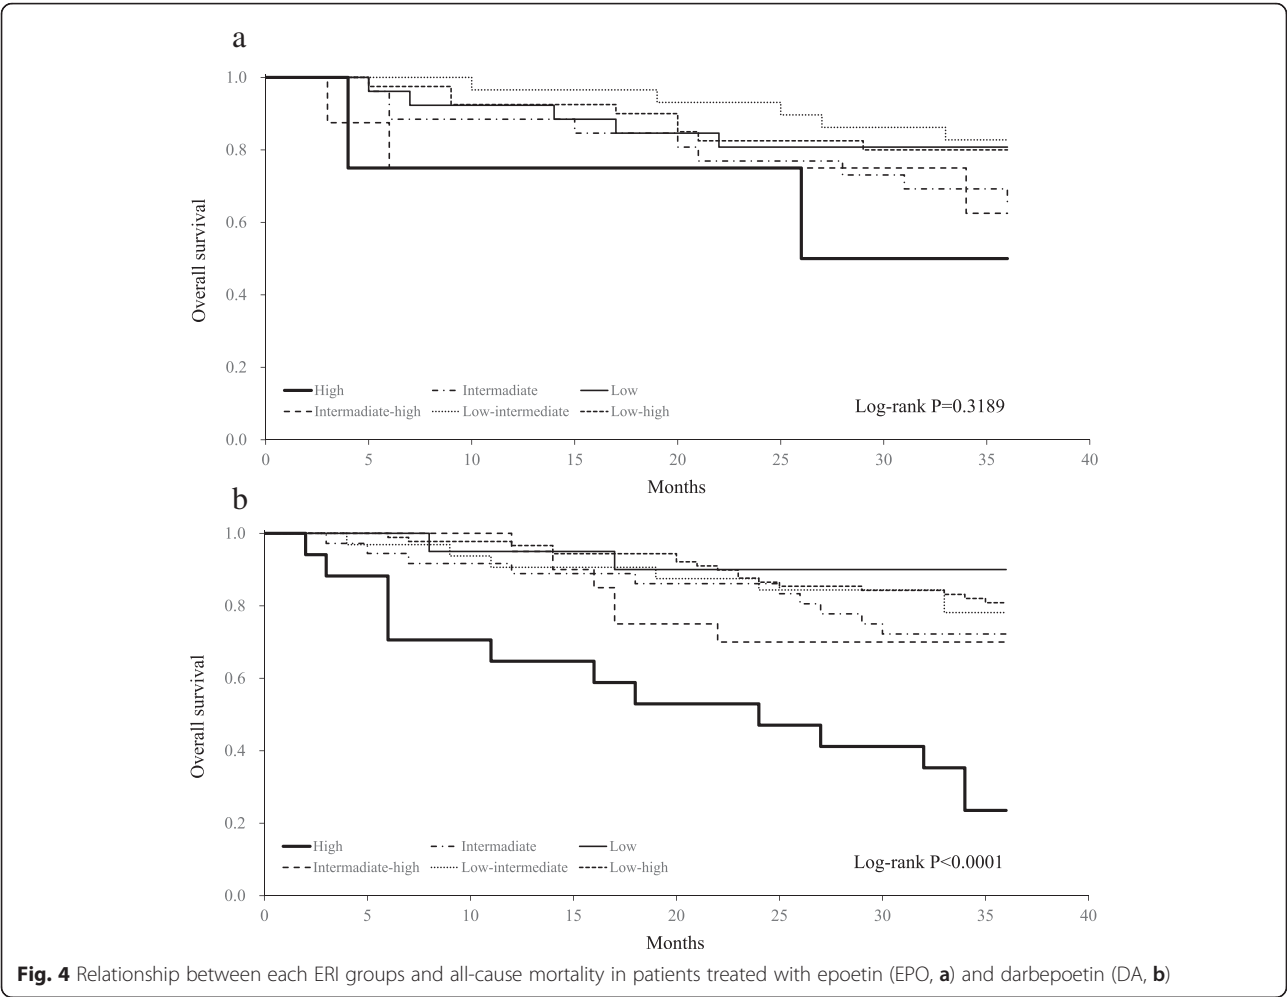 a
1.0
0.8
0.6
0.4
0.2
0.0
Overall survival
High Intermadiate Low
Intermadiate-high Low-intermediate Low-high
Log-rank P=0.3189
0 5 10 15 20 25 30 35 40
Months
b
1.0
0.8
0.6
0.4
0.2
0.0
Overall survival
High Intermadiate Low
Intermadiate-high Low-intermediate Low-high
Log-rank P<0.0001
0 5 10 15 20 25 30 35 40
Months
Fig. 4 Relationship between each ERI groups and all-cause mortality in patients treated with epoetin (EPO, a) and darbepoetin (DA, b)